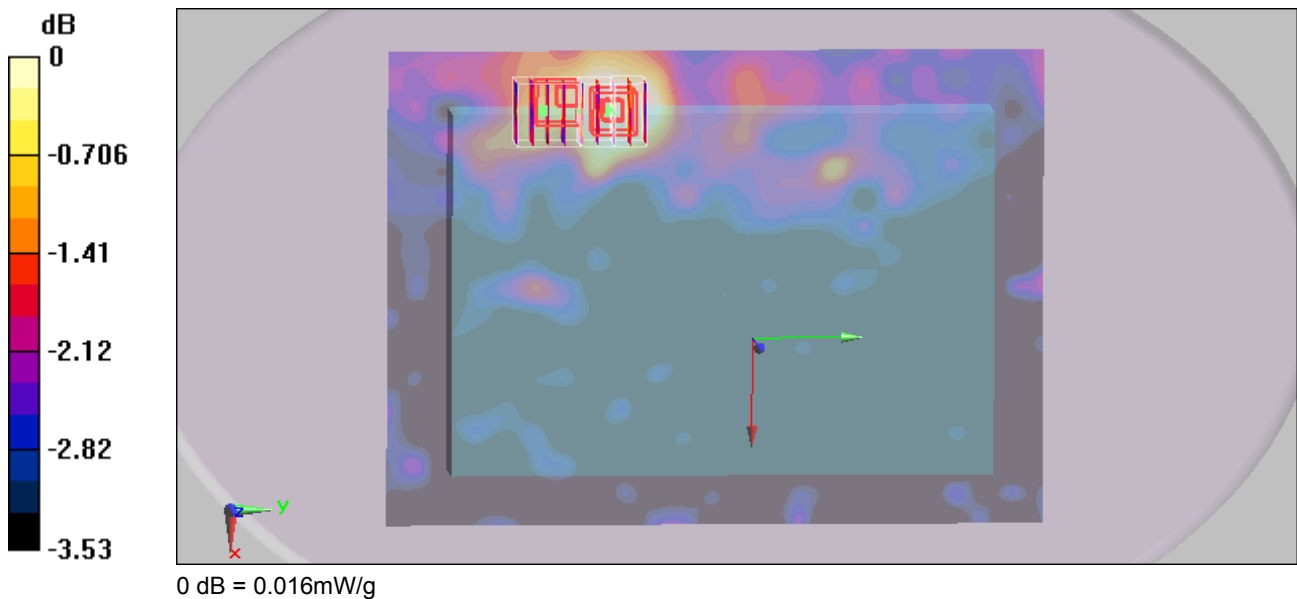 dB
0
-0.706
-1.41
-2.12
-2.82
-3.53
y
z
x
0 dB = 0.016mW/g